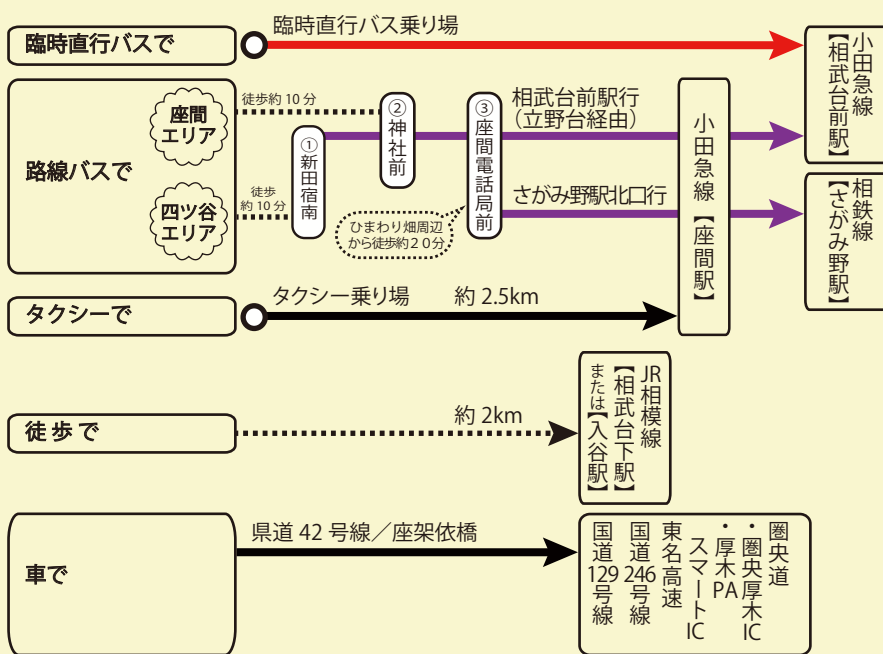 臨時直行バスで
臨時直行バス乗り場
小田急線
【相武台前駅】
路線バスで
座間
エリア
徒歩約10分
四ツ谷
エリア
徒歩
約10分
①新田宿南
②神社前
③座間電話局前
ひまわり畑周辺
から徒歩約20分
相武台前駅行
(立野台経由)
さがみ野駅北口行
小田急線【座間駅】
相鉄線
【さがみ野駅】
タクシーで
タクシー乗り場 約2.5km
徒歩で
約2km
JR相模線
【相武台下駅】
または【入谷駅】
車で
県道42号線/座架依橋
圏央道
・圏央厚木IC
・厚木PA
スマートIC
東名高速
国道246号線
国道129号線